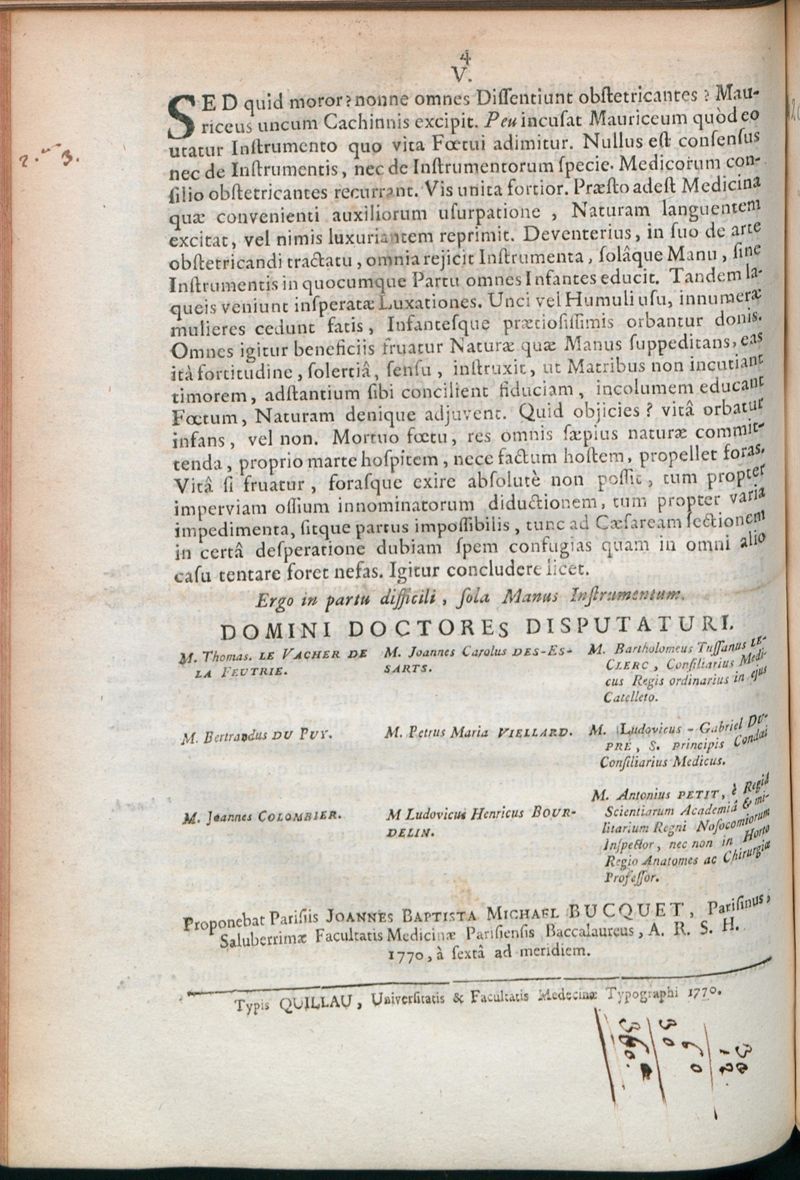 4
V.
SED quid moror? nonne omnes Dissentiunt obstetricantes? Mau-
riceus uncum Cachinnis excipit. Peu incusat Mauriceum quòd eo
utatur Instrumento quo vita Fœtui adimitur. Nullus est consensus
nec de Instrumentis, nec de Instrumentorum specie. Medicorum con-
silio obstetricantes recurrant. Vis unita fortior. Præsto adest Medicina
quæ convenienti auxiliorum usurpatione, Naturam languentem
excitat, vel nimis luxuriantem reprimit. Deventerius, in suo de arte
obstetricandi tractatu, omnia rejicit Instrumenta, solâque Manu, sine
Instrumentis in quocumque Partu omnes Infantes educit. Tandem la-
queis veniunt insperatæ Luxationes. Unci vel Humuli usu, innumeræ
mulieres cedunt fatis, Infantesque prætiosissimis orbantur donis.
Omnes igitur beneficiis fruatur Naturæ quæ Manus suppeditans, eas
ità fortitudine, solertiâ, sensu, instruxit, ut Matribus non incutiant
timorem, adstantium sibi concilient fiduciam, incolumem educant
Fœtum, Naturam denique adjuvent. Quid objicies? vitâ orbatur
infans, vel non. Mortuo fœtu, res omnis sæpius naturæ commit-
tenda, proprio marte hospitem, nece factum hostem, propellet foras.
Vitâ si fruatur, forasque exire absolutè non possit, tum propter
imperviam ossium innominatorum diductionem, tum propter varia
impedimenta, sitque partus impossibilis, tunc ad Cæsaream sectionem
in certâ desperatione dubiam spem confugias quam in omni alio
casu tentare foret nefas. Igitur concludere licet.
Ergo in partu difficili, sola Manus Instrumentum.
DOMINI DOCTORES DISPUTATURI.
M. Thomas. LE VACHER DE
LA FEUTRIE.
M. Joannes Carolus DES-ES-
SARTS.
M. Bartholomeus Tussanus LE-
CLERC, Consiliarius Medi-
cus Regis ordinarius in ejus
Catelleto.
M. Bertrandus DU PUY.
M. Petrus Maria VIELLARD.
M. Ludovicus-Gabriel DU-
PRE, S. principis Condæi
Consiliarius Medicus.
M. Joannes COLOMBIER.
M Ludovicus Henricus BOUR-
DELIN.
M. Antonius PETIT, è Regiâ
Scientiarum Academiâ & mi-
litarium Regni Nosocomiorum
Inspector, nec non in Horto
Regio Anatomes ac Chirurgiæ
Professor.
Proponebat Parisiis JOANNES BAPTISTA MICHAEL BUCQUET, Parisinus,
Saluberrimæ Facultatis Medicinæ Parisiensis Baccalaureus, A. R. S. H.
1770, à sextâ ad meridiem.
Typis QUILLAU, Universitatis & Facultatis Medecinæ Typographi 1770.
30
12
60
30
360.